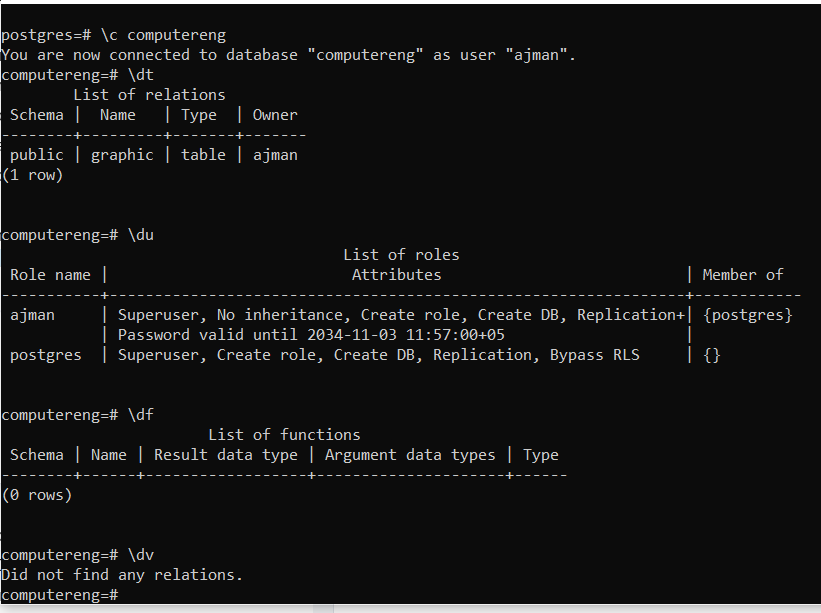 postgres=# \c computereng
You are now connected to database "computereng" as user "ajman".
computereng=# \dt
        List of relations
 Schema |  Name   | Type  | Owner
--------+---------+-------+-------
 public | graphic | table | ajman
(1 row)
computereng=# \du
                                      List of roles
 Role name |                           Attributes                           | Member of
-----------+----------------------------------------------------------------+------------
 ajman     | Superuser, No inheritance, Create role, Create DB, Replication+| {postgres}
           | Password valid until 2034-11-03 11:57:00+05                    |
 postgres  | Superuser, Create role, Create DB, Replication, Bypass RLS     | {}
computereng=# \df
                       List of functions
 Schema | Name | Result data type | Argument data types | Type
--------+------+------------------+---------------------+------
(0 rows)
computereng=# \dv
Did not find any relations.
computereng=#